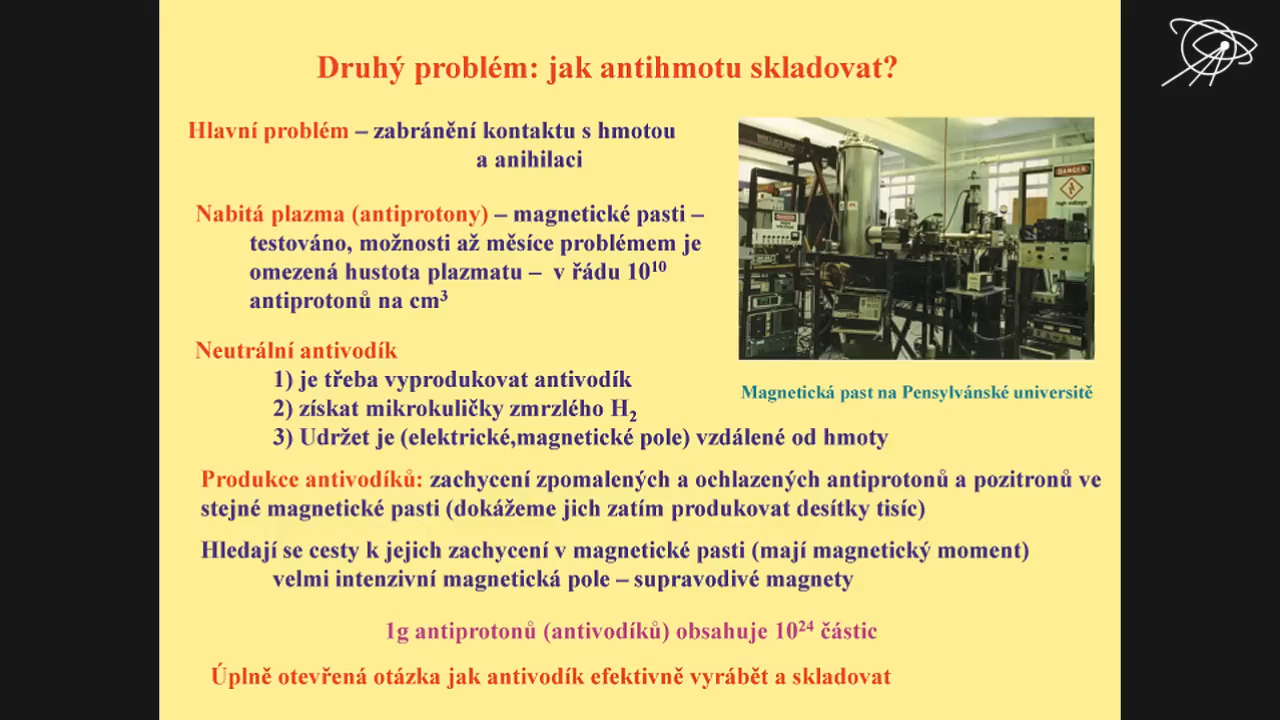 Druhý problém: jak antihmotu skladovat?
Hlavní problém – zabránění kontaktu s hmotou
a anihilaci
Nabitá plazma (antiprotony) – magnetické pasti –
testováno, možnosti až měsíce problémem je
omezená hustota plazmatu – v řádu 10¹⁰
antiprotonů na cm³
DANGER
high voltage
DANGER
Magnetická past na Pensylvánské universitě
Neutrální antivodík
1) je třeba vyprodukovat antivodík
2) získat mikrokuličky zmrzlého H₂
3) Udržet je (elektrické,magnetické pole) vzdálené od hmoty
Produkce antivodíků: zachycení zpomalených a ochlazených antiprotonů a pozitronů ve
stejné magnetické pasti (dokážeme jich zatím produkovat desítky tisíc)
Hledají se cesty k jejich zachycení v magnetické pasti (mají magnetický moment)
velmi intenzivní magnetická pole – supravodivé magnety
1g antiprotonů (antivodíků) obsahuje 10²⁴ částic
Úplně otevřená otázka jak antivodík efektivně vyrábět a skladovat